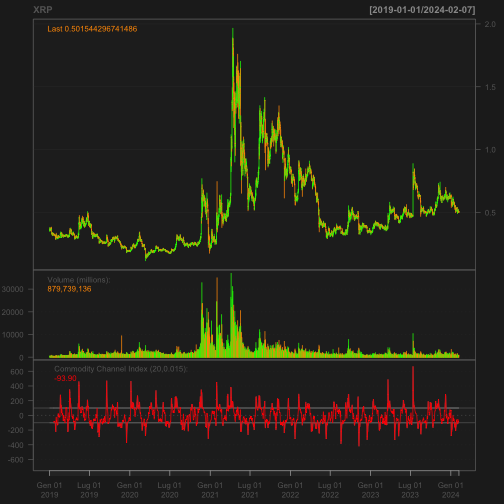 XRP [2019-01-01/2024-02-07]
Last 0.501544296741486
2.0
1.5
1.0
0.5
Volume (millions):
879,739,136
30000
20000
10000
0
Commodity Channel Index (20,0.015):
-93.90
600
400
200
0
-200
-400
-600
Gen 01 Lug 01 Gen 01 Lug 01 Gen 01 Lug 01 Gen 01 Lug 01 Gen 01 Lug 01 Gen 01
2019 2019 2020 2020 2021 2021 2022 2022 2023 2023 2024